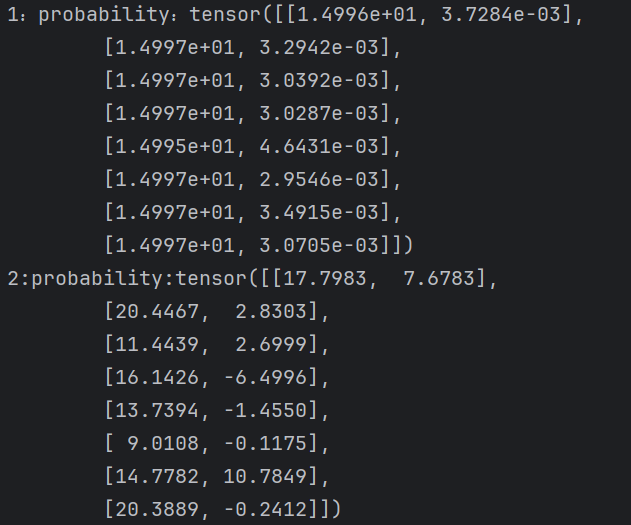 1：probability：tensor([[1.4996e+01, 3.7284e-03],
        [1.4997e+01, 3.2942e-03],
        [1.4997e+01, 3.0392e-03],
        [1.4997e+01, 3.0287e-03],
        [1.4995e+01, 4.6431e-03],
        [1.4997e+01, 2.9546e-03],
        [1.4997e+01, 3.4915e-03],
        [1.4997e+01, 3.0705e-03]])
2:probability:tensor([[17.7983,  7.6783],
        [20.4467,  2.8303],
        [11.4439,  2.6999],
        [16.1426, -6.4996],
        [13.7394, -1.4550],
        [ 9.0108, -0.1175],
        [14.7782, 10.7849],
        [20.3889, -0.2412]])